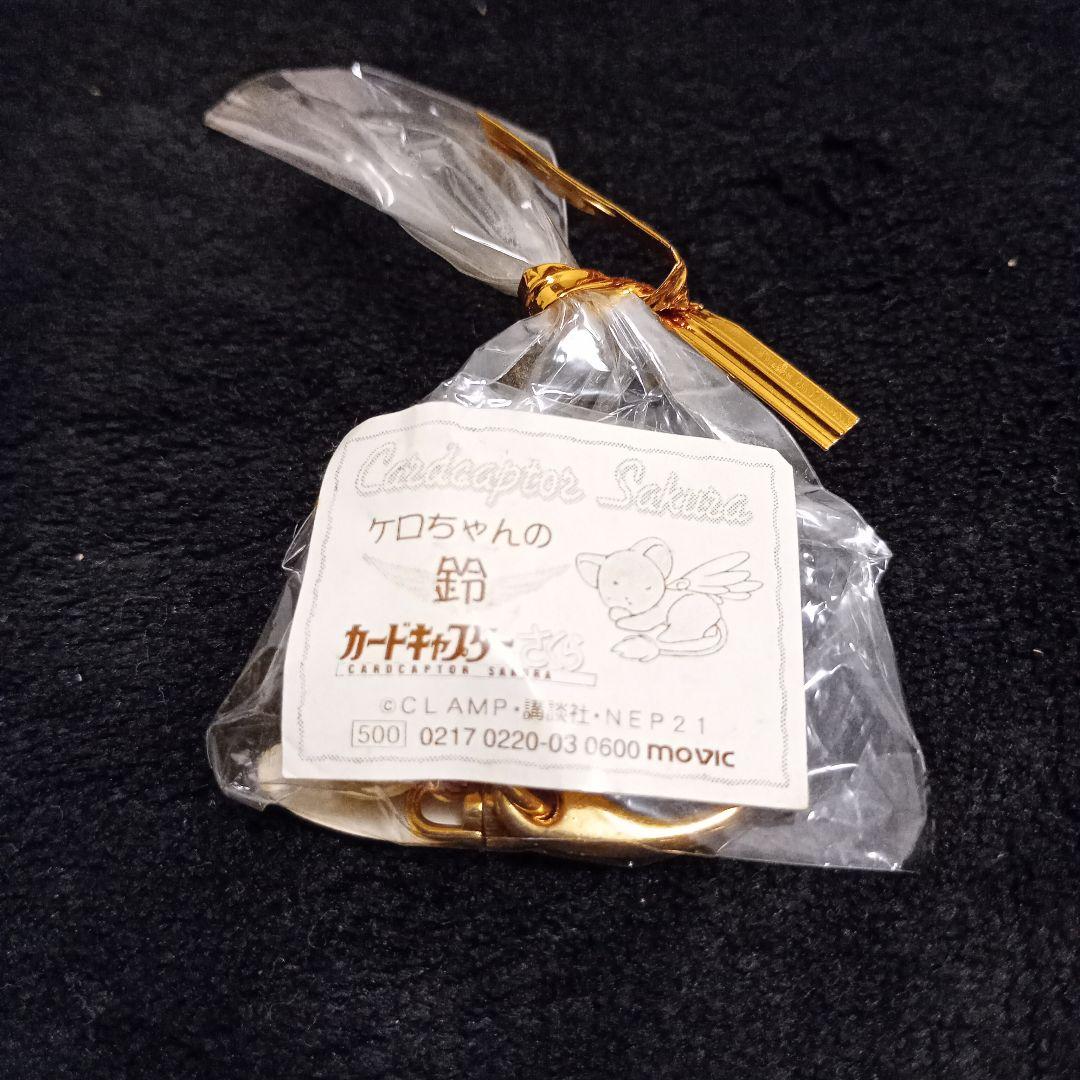 Cardcaptor Sakura
ケロちゃんの
鈴
カードキャプターさくら
CARDCAPTOR SAKURA
©CLAMP・講談社・NEP21
500 0217 0220-03 0600 movic